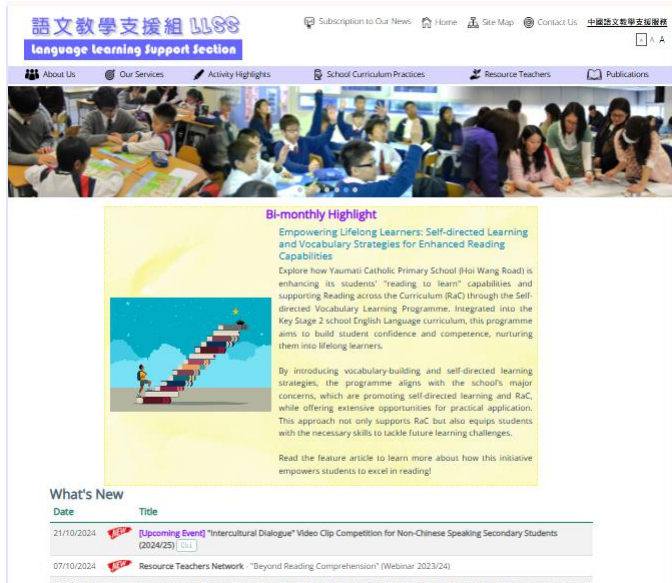 語文教學支援組 LLSS
Language Learning Support Section
Subscription to Our News Home Site Map Contact Us 中國語文教學支援服務
A A A
About Us Our Services Activity Highlights School Curriculum Practices Resource Teachers Publications
Bi-monthly Highlight
Empowering Lifelong Learners: Self-directed Learning
and Vocabulary Strategies for Enhanced Reading
Capabilities
Explore how Yaumati Catholic Primary School (Hoi Wang Road) is
enhancing its students' "reading to learn" capabilities and
supporting Reading across the Curriculum (RaC) through the Self-
directed Vocabulary Learning Programme. Integrated into the
Key Stage 2 school English Language curriculum, this programme
aims to build student confidence and competence, nurturing
them into lifelong learners.
By introducing vocabulary-building and self-directed learning
strategies, the programme aligns with the school's major
concerns, which are promoting self-directed learning and RaC,
while offering extensive opportunities for practical application.
This approach not only supports RaC but also equips students
with the necessary skills to tackle future learning challenges.
Read the feature article to learn more about how this initiative
empowers students to excel in reading!
What's New
Date Title
21/10/2024 NEW [Upcoming Event] "Intercultural Dialogue" Video Clip Competition for Non-Chinese Speaking Secondary Students
(2024/25) Chi
07/10/2024 NEW Resource Teachers Network - "Beyond Reading Comprehension" (Webinar 2023/24)